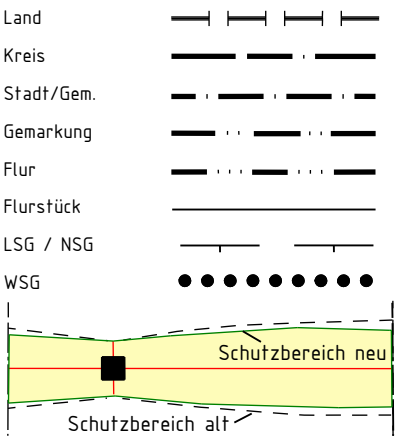 Land
Kreis
Stadt/Gem.
Gemarkung
Flur
Flurstück
LSG / NSG
WSG
Schutzbereich neu
Schutzbereich alt